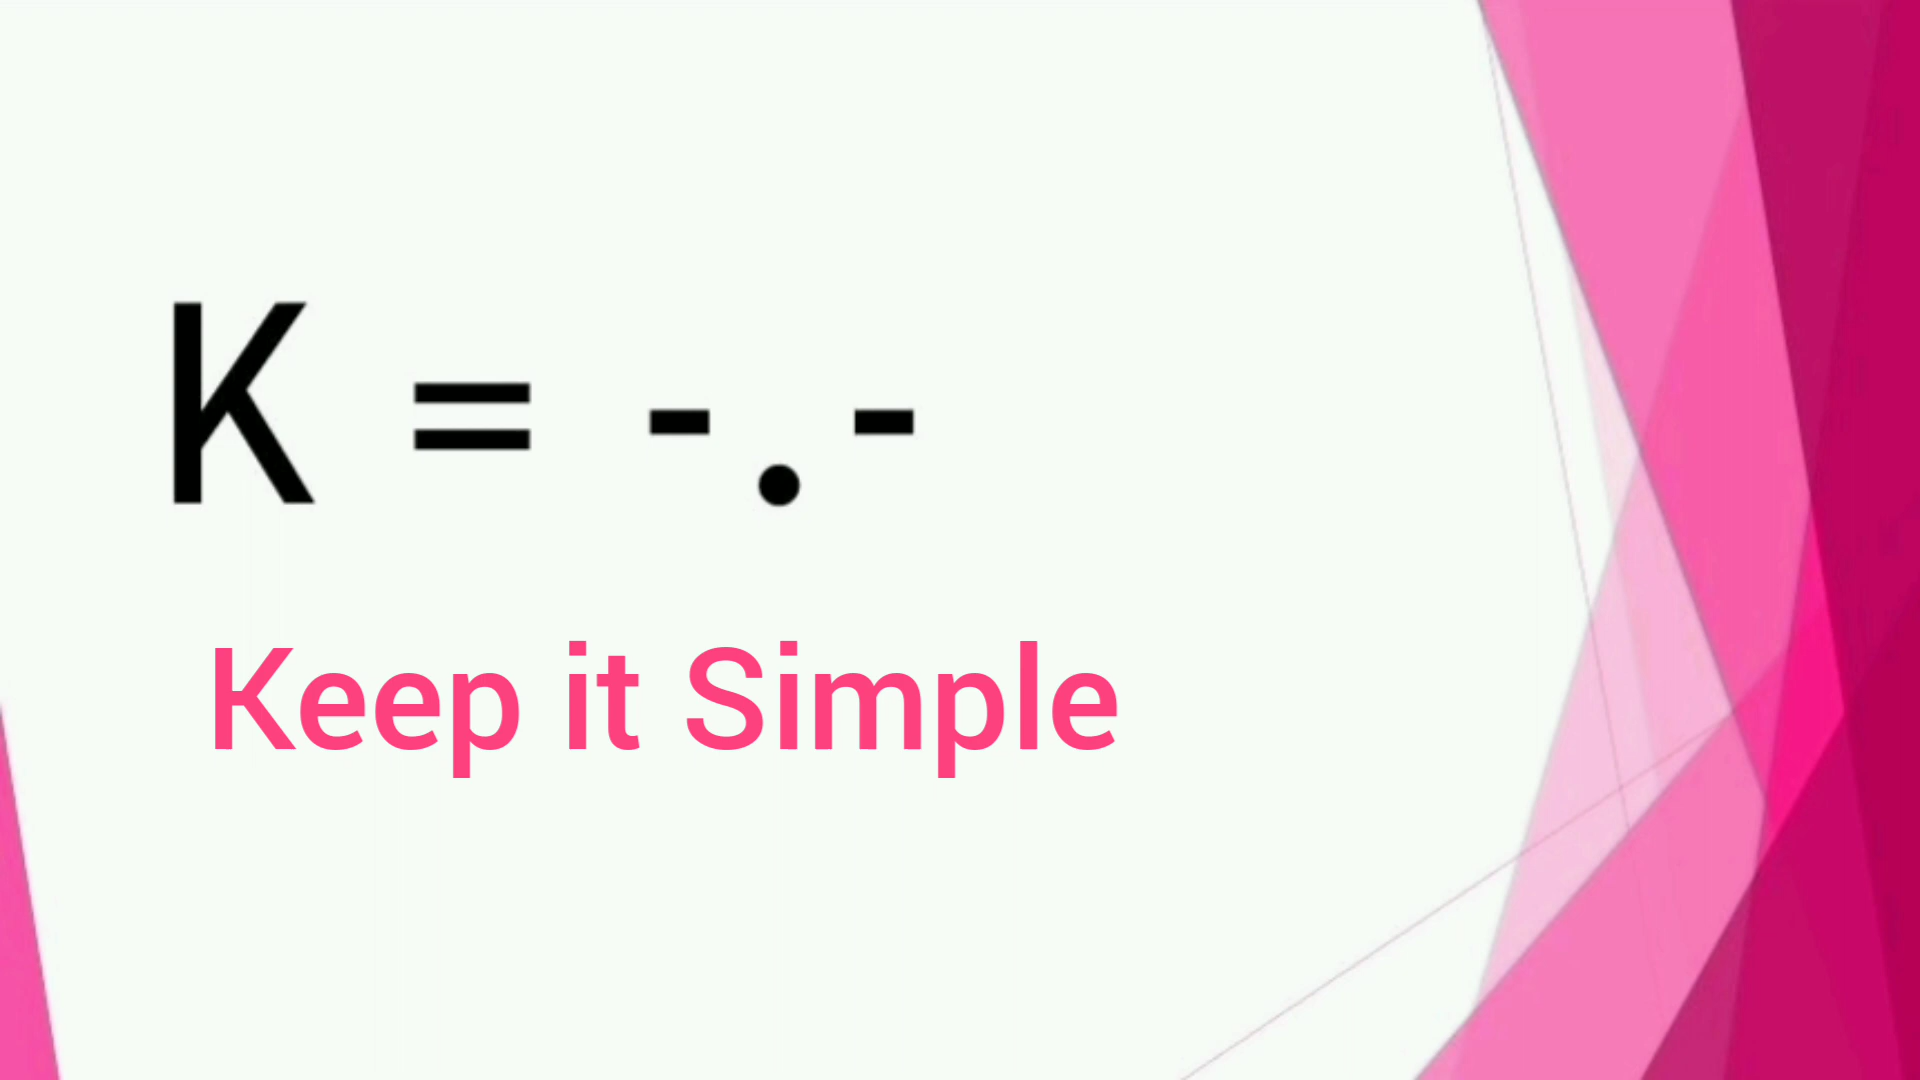 K = -.-
Keep it Simple